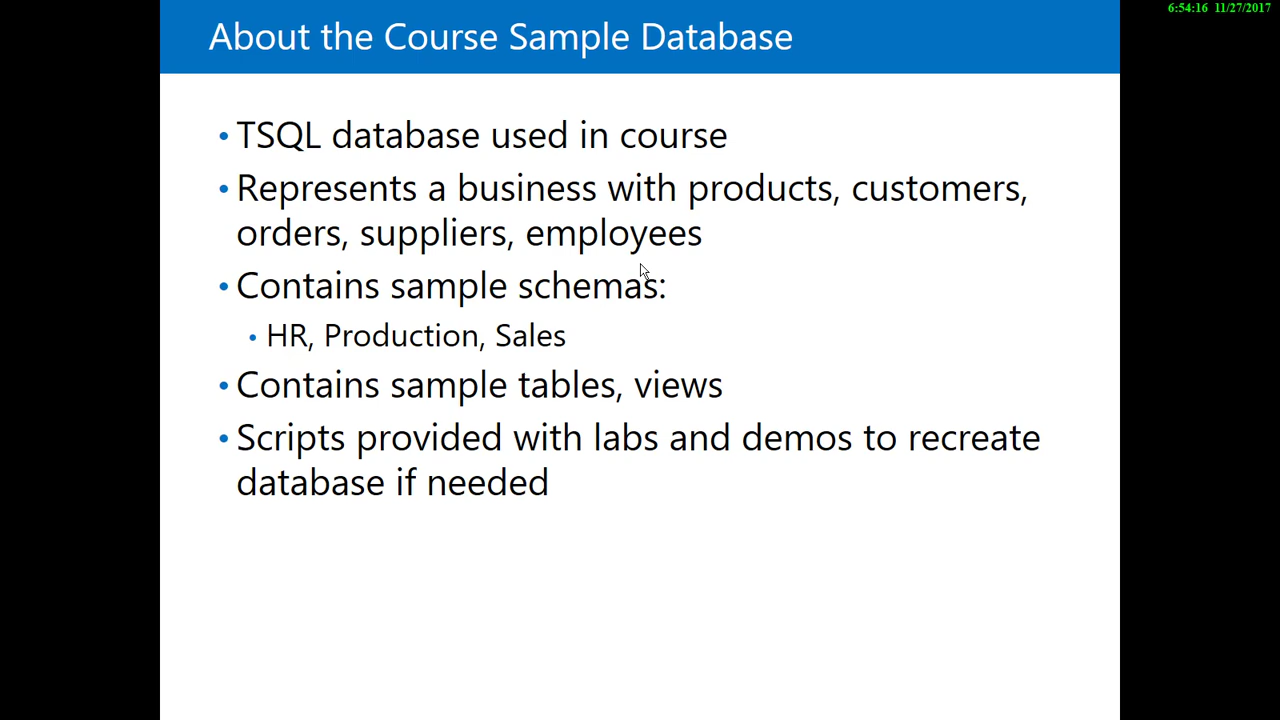 6:54:16 11/27/2017
About the Course Sample Database
• TSQL database used in course
• Represents a business with products, customers,
orders, suppliers, employees
• Contains sample schemas:
• HR, Production, Sales
• Contains sample tables, views
• Scripts provided with labs and demos to recreate
database if needed